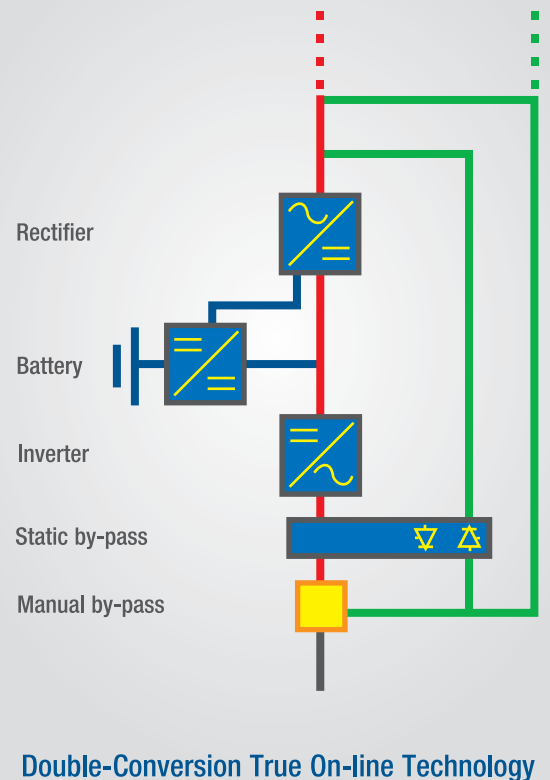 Rectifier
Battery
Inverter
Static by-pass
Manual by-pass
Double-Conversion True On-line Technology